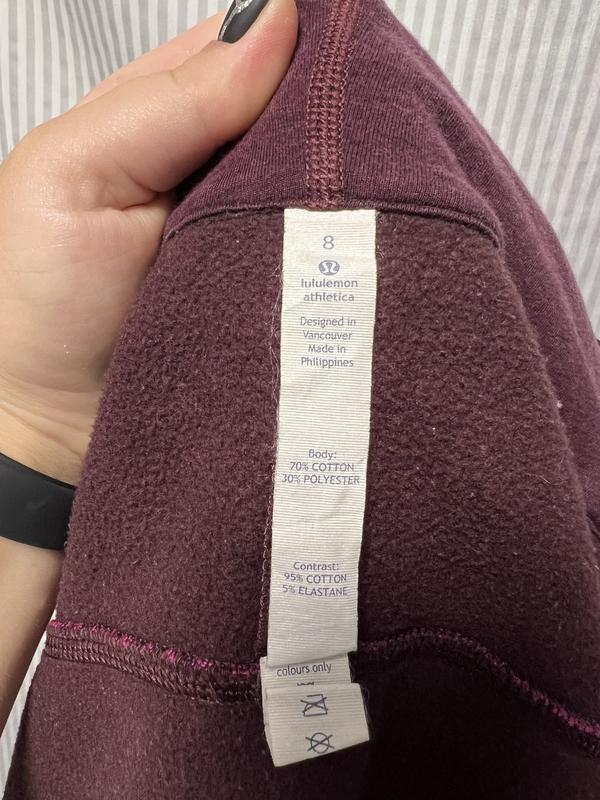 8
lululemon
athletica
Designed in
Vancouver
Made in
Philippines
Body:
70% COTTON
30% POLYESTER
Contrast:
95% COTTON
5% ELASTANE
colours only